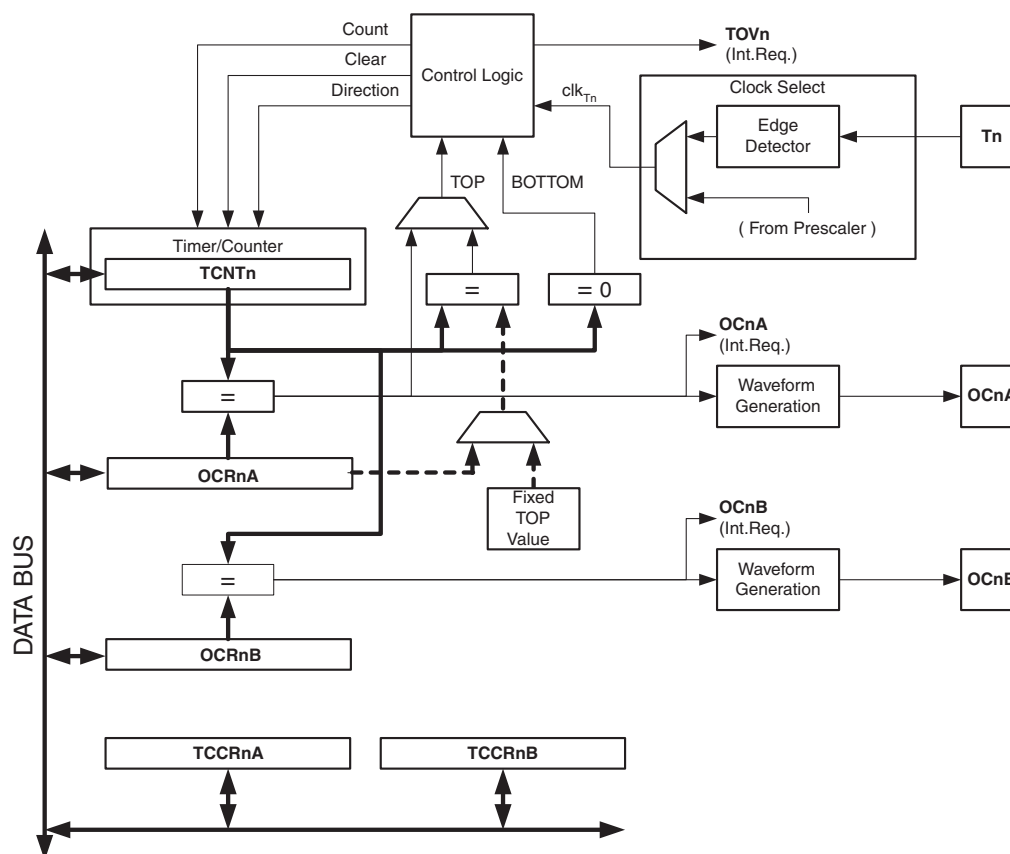 Count
Clear
Direction
Control Logic
TOVn
(Int.Req.)
clkTn
Clock Select
Edge
Detector
Tn
( From Prescaler )
TOP
BOTTOM
Timer/Counter
TCNTn
=
= 0
OCnA
(Int.Req.)
=
Waveform
Generation
OCnA
OCRnA
Fixed
TOP
Value
OCnB
(Int.Req.)
=
Waveform
Generation
OCnB
OCRnB
DATA BUS
TCCRnA
TCCRnB